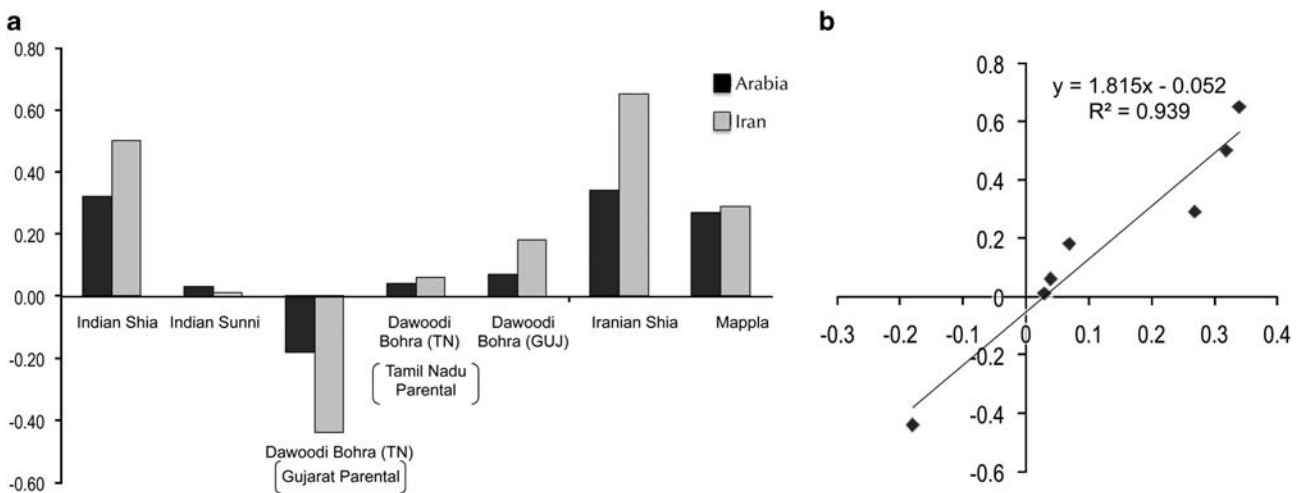 a
0.80
0.60
0.40
0.20
0.00
-0.20
-0.40
-0.60
Arabia
Iran
Indian Shia
Indian Sunni
Dawoodi Bohra (TN)
Gujarat Parental
Dawoodi
Bohra (TN)
Tamil Nadu
Parental
Dawoodi
Bohra (GUJ)
Iranian Shia
Mappla
b
y = 1.815x - 0.052
R² = 0.939
0.8
0.6
0.4
0.2
0
-0.2
-0.4
-0.6
-0.3
-0.2
-0.1
0
0.1
0.2
0.3
0.4